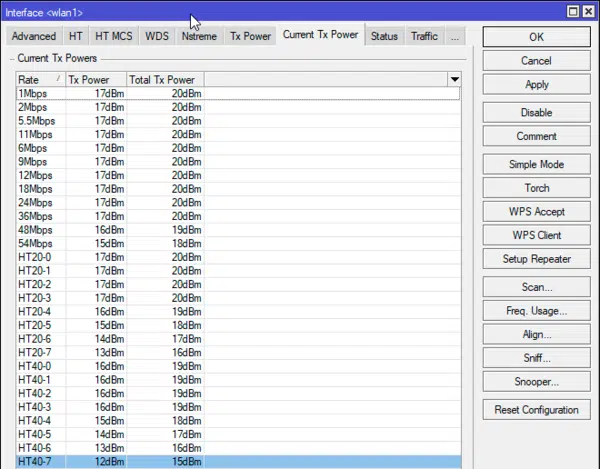 Interface <wlan1>
Advanced HT HT MCS WDS Nstreme Tx Power Current Tx Power Status Traffic ...
Current Tx Powers
Rate Tx Power Total Tx Power
1Mbps 17dBm 20dBm
2Mbps 17dBm 20dBm
5.5Mbps 17dBm 20dBm
11Mbps 17dBm 20dBm
6Mbps 17dBm 20dBm
9Mbps 17dBm 20dBm
12Mbps 17dBm 20dBm
18Mbps 17dBm 20dBm
24Mbps 17dBm 20dBm
36Mbps 17dBm 20dBm
48Mbps 16dBm 19dBm
54Mbps 15dBm 18dBm
HT20-0 17dBm 20dBm
HT20-1 17dBm 20dBm
HT20-2 17dBm 20dBm
HT20-3 17dBm 20dBm
HT20-4 16dBm 19dBm
HT20-5 15dBm 18dBm
HT20-6 14dBm 17dBm
HT20-7 13dBm 16dBm
HT40-0 16dBm 19dBm
HT40-1 16dBm 19dBm
HT40-2 16dBm 19dBm
HT40-3 16dBm 19dBm
HT40-4 15dBm 18dBm
HT40-5 14dBm 17dBm
HT40-6 13dBm 16dBm
HT40-7 12dBm 15dBm
OK
Cancel
Apply
Disable
Comment
Simple Mode
Torch
WPS Accept
WPS Client
Setup Repeater
Scan...
Freq. Usage...
Align...
Sniff...
Snooper...
Reset Configuration